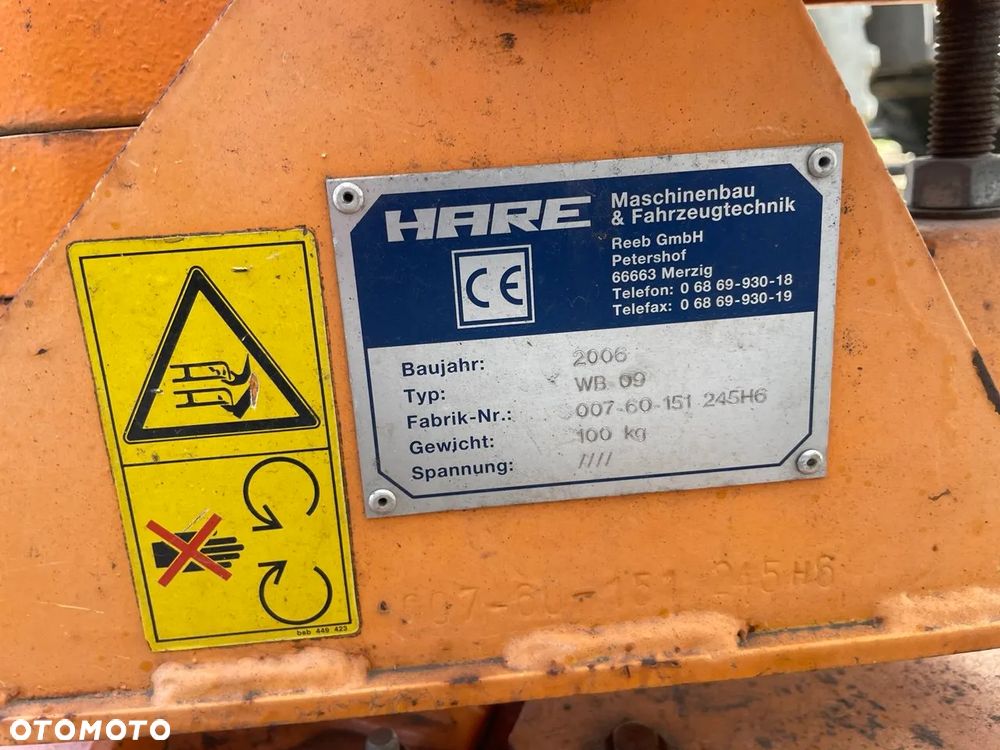 HARE
Maschinenbau
& Fahrzeugtechnik
Reeb GmbH
Petershof
66663 Merzig
Telefon: 0 68 69-930-18
Telefax: 0 68 69-930-19
CE
Baujahr: 2006
Typ: WB 09
Fabrik-Nr.: 007-60-151 245H6
Gewicht: 100 kg
Spannung: ////
bsb 449 423
007-60-151 245H6
OTOMOTO